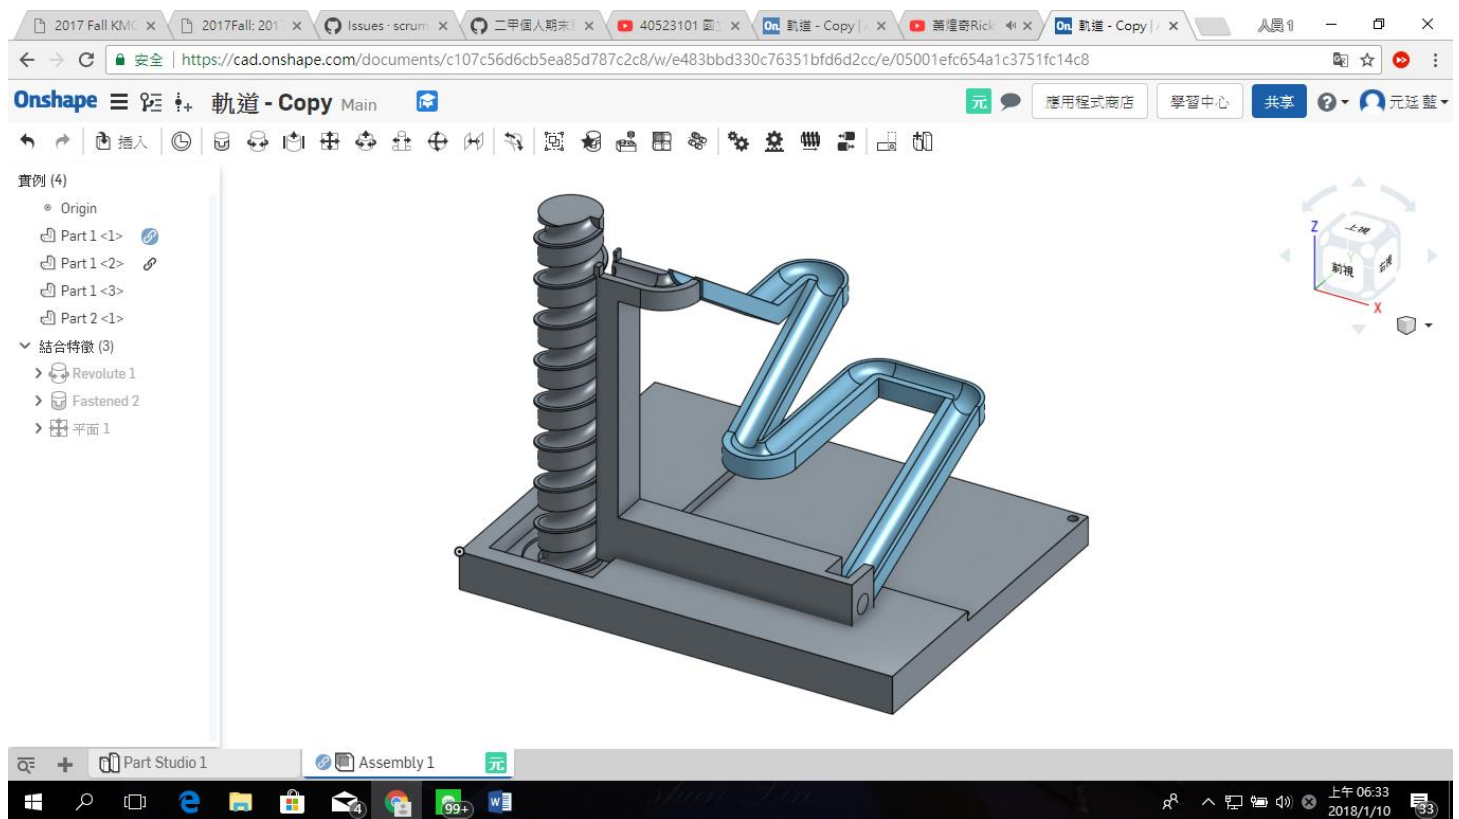 2017 Fall KMC
2017Fall: 201
Issues · scrum
二甲個人期末
40523101 國
軌道 - Copy |
蕭煌奇Rick
軌道 - Copy | A
人員 1
安全
https://cad.onshape.com/documents/c107c56d6cb5ea85d787c2c8/w/e483bbd330c76351bfd6d2cc/e/05001efc654a1c3751fc14c8
Onshape
軌道 - Copy Main
元
應用程式商店
學習中心
共享
元廷 藍
插入
實例 (4)
Origin
Part 1 <1>
Part 1 <2>
Part 1 <3>
Part 2 <1>
結合特徵 (3)
Revolute 1
Fastened 2
平面 1
Z
上視
Y
前視
右視
X
Part Studio 1
Assembly 1
元
4
99+
上午 06:33
2018/1/10
33